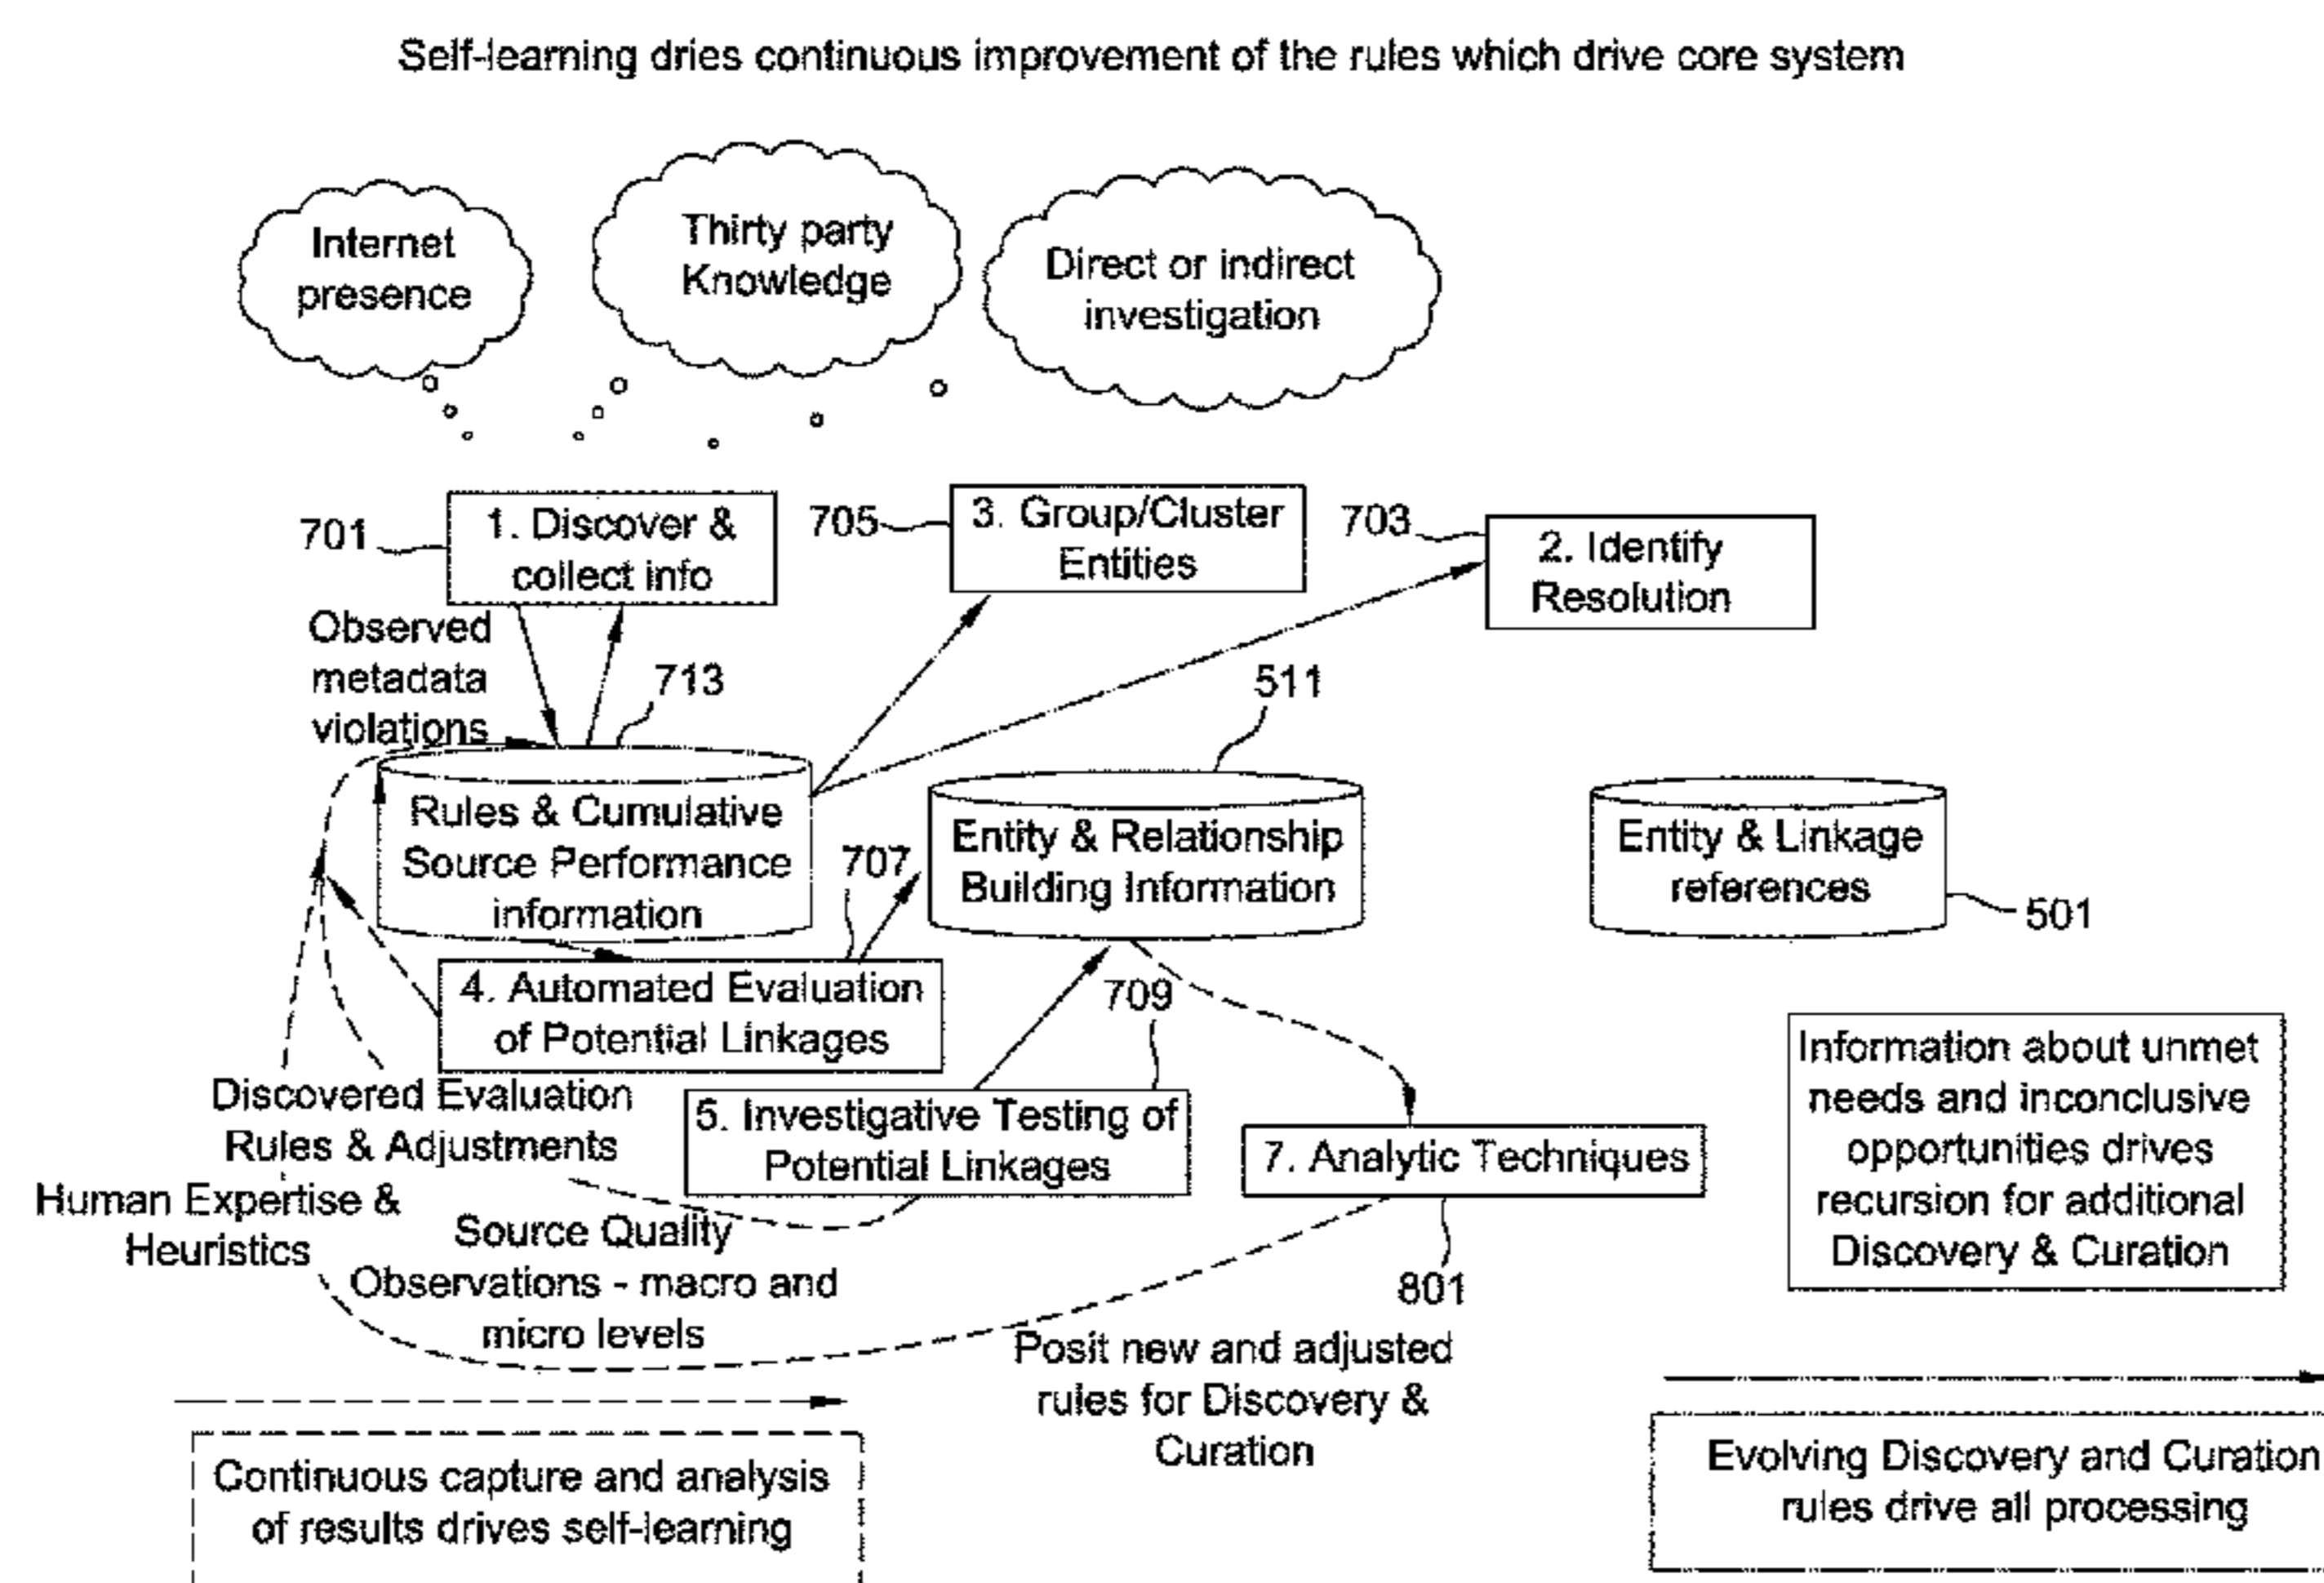 Self-learning dries continuous improvement of the rules which drive core system
Internet
presence
Thirty party
Knowledge
Direct or indirect
investigation
701
1. Discover &
collect info
705
3. Group/Cluster
Entities
703
2. Identify
Resolution
Observed
metadata
violations
713
511
Rules & Cumulative
Source Performance
information
707
Entity & Relationship
Building Information
Entity & Linkage
references
501
4. Automated Evaluation
of Potential Linkages
709
Discovered Evaluation
Rules & Adjustments
5. Investigative Testing of
Potential Linkages
7. Analytic Techniques
801
Information about unmet
needs and inconclusive
opportunities drives
recursion for additional
Discovery & Curation
Human Expertise &
Heuristics
Source Quality
Observations - macro and
micro levels
Posit new and adjusted
rules for Discovery &
Curation
Continuous capture and analysis
of results drives self-learning
Evolving Discovery and Curation
rules drive all processing